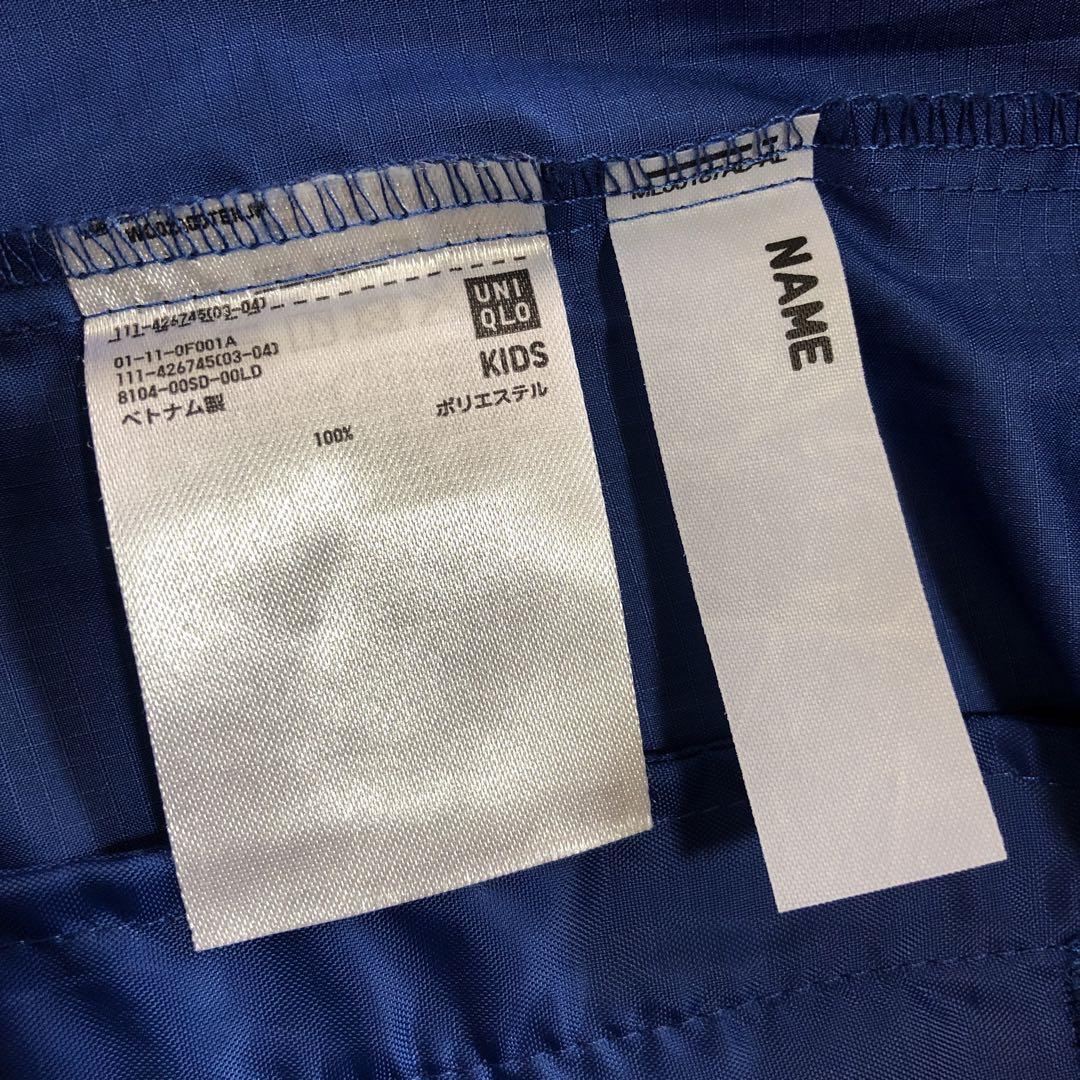 111-426745(03-04)
01-11-0F001A
111-426745(03-04)
8104-00SD-00LD
ベトナム製
UNI
QLO
KIDS
ポリエステル
100%
NAME